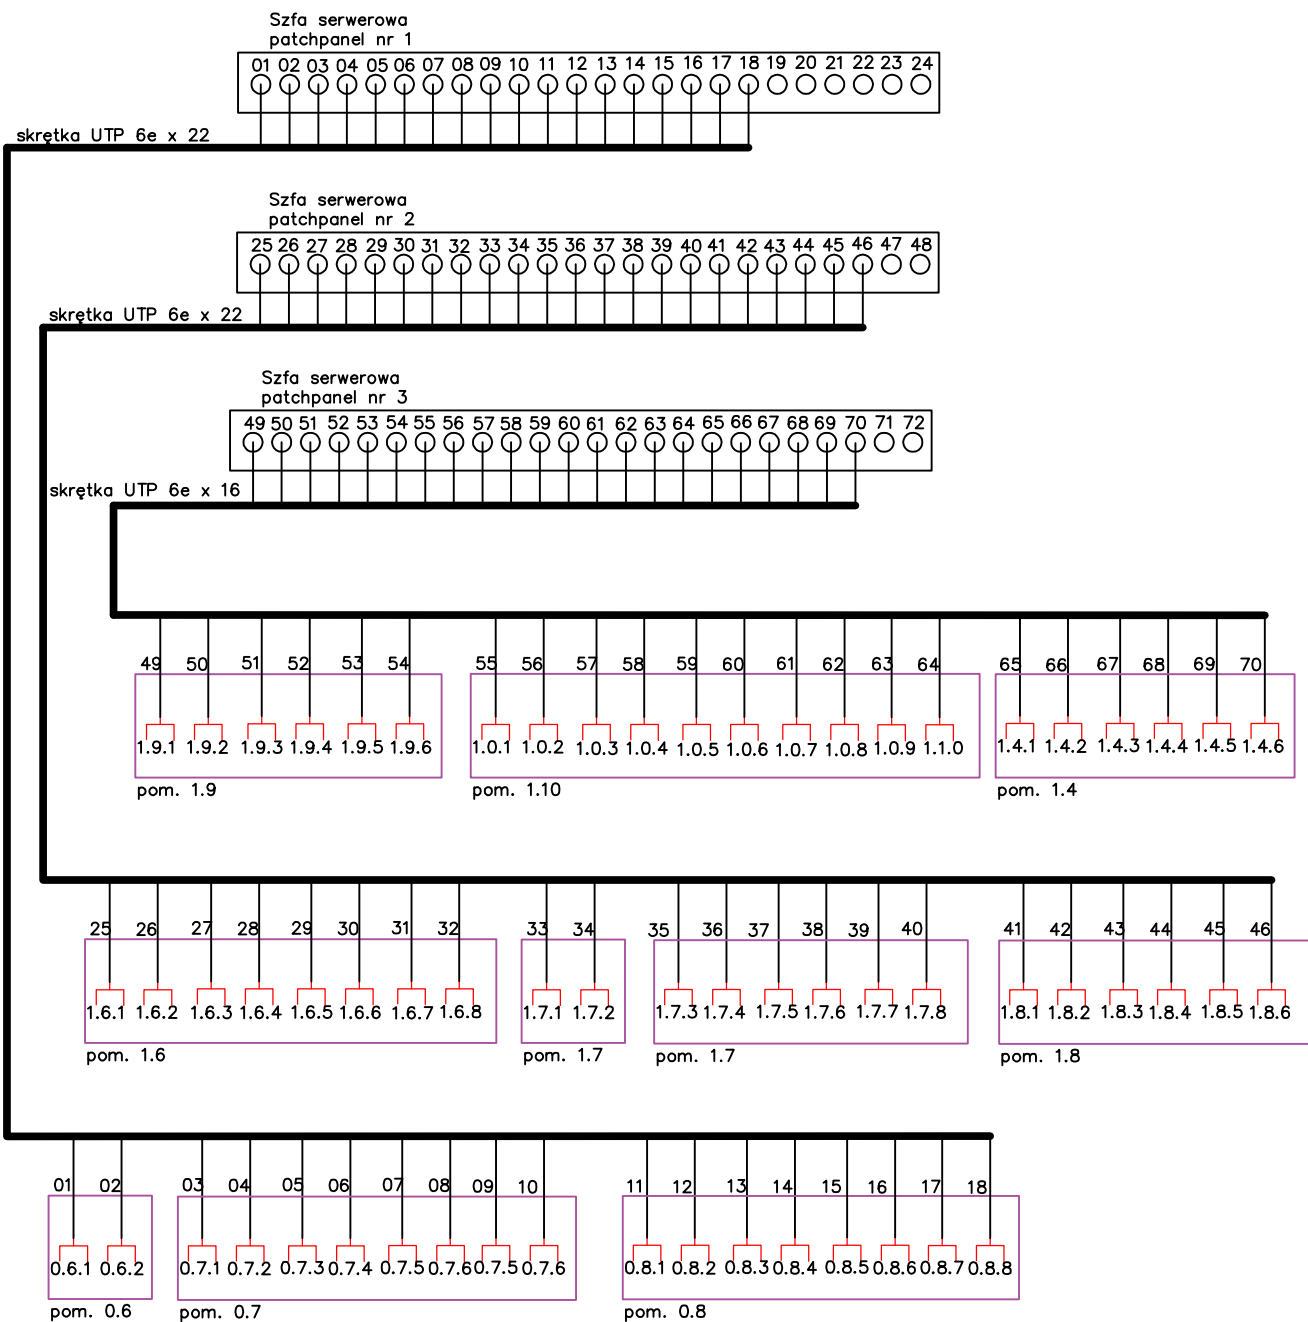 Szfa serwerowa
patchpanel nr 1
01 02 03 04 05 06 07 08 09 10 11 12 13 14 15 16 17 18 19 20 21 22 23 24
skrętka UTP 6e x 22
Szfa serwerowa
patchpanel nr 2
25 26 27 28 29 30 31 32 33 34 35 36 37 38 39 40 41 42 43 44 45 46 47 48
skrętka UTP 6e x 22
Szfa serwerowa
patchpanel nr 3
49 50 51 52 53 54 55 56 57 58 59 60 61 62 63 64 65 66 67 68 69 70 71 72
skrętka UTP 6e x 16
49 50 51 52 53 54 55 56 57 58 59 60 61 62 63 64 65 66 67 68 69 70
1.9.1 1.9.2 1.9.3 1.9.4 1.9.5 1.9.6 1.0.1 1.0.2 1.0.3 1.0.4 1.0.5 1.0.6 1.0.7 1.0.8 1.0.9 1.1.0 1.4.1 1.4.2 1.4.3 1.4.4 1.4.5 1.4.6
pom. 1.9 pom. 1.10 pom. 1.4
25 26 27 28 29 30 31 32 33 34 35 36 37 38 39 40 41 42 43 44 45 46
1.6.1 1.6.2 1.6.3 1.6.4 1.6.5 1.6.6 1.6.7 1.6.8 1.7.1 1.7.2 1.7.3 1.7.4 1.7.5 1.7.6 1.7.7 1.7.8 1.8.1 1.8.2 1.8.3 1.8.4 1.8.5 1.8.6
pom. 1.6 pom. 1.7 pom. 1.7 pom. 1.8
01 02 03 04 05 06 07 08 09 10 11 12 13 14 15 16 17 18
0.6.1 0.6.2 0.7.1 0.7.2 0.7.3 0.7.4 0.7.5 0.7.6 0.7.5 0.7.6 0.8.1 0.8.2 0.8.3 0.8.4 0.8.5 0.8.6 0.8.7 0.8.8
pom. 0.6 pom. 0.7 pom. 0.8